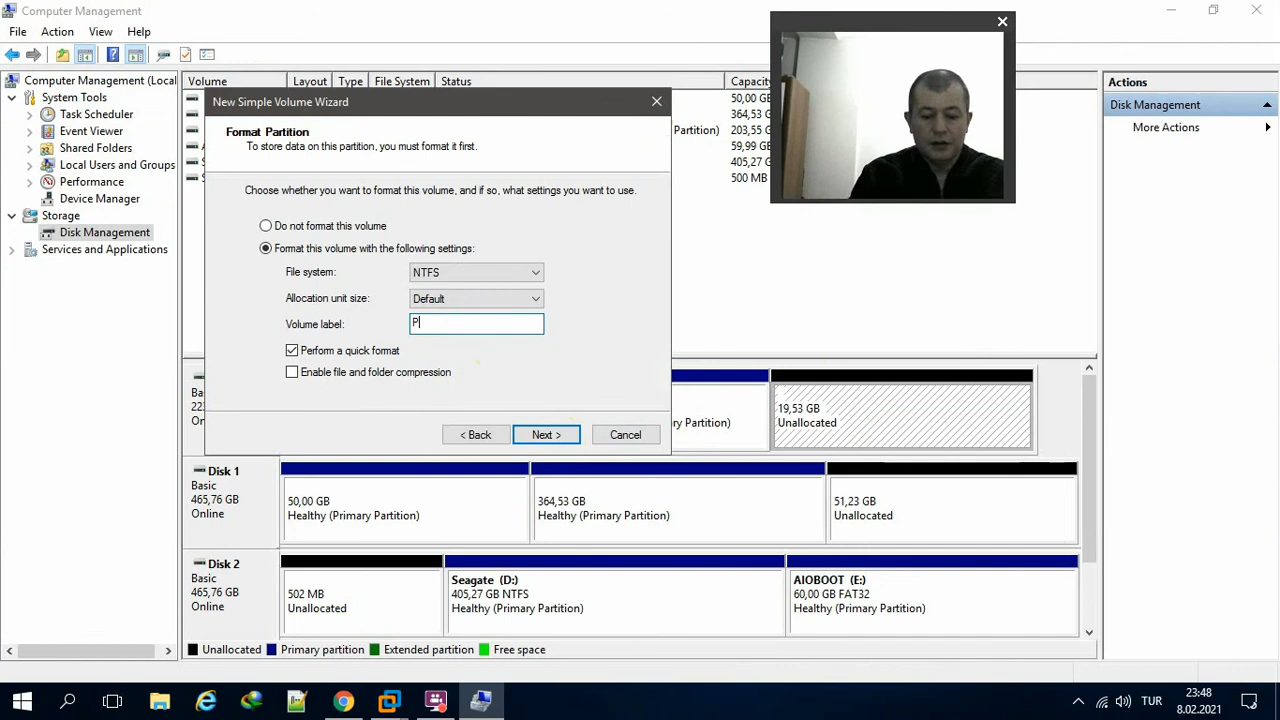 Computer Management
File Action View Help
Computer Management (Local
System Tools
Task Scheduler
Event Viewer
Shared Folders
Local Users and Groups
Performance
Device Manager
Storage
Disk Management
Services and Applications
Volume Layout Type File System Status Capacity
50,00 GB
364,53
Partition) 203,55
59,99 GB
405,27
500 MB
New Simple Volume Wizard
Format Partition
To store data on this partition, you must format it first.
Choose whether you want to format this volume, and if so, what settings you want to use.
Do not format this volume
Format this volume with the following settings:
File system: NTFS
Allocation unit size: Default
Volume label: P
Perform a quick format
Enable file and folder compression
< Back Next > Cancel
Actions
Disk Management
More Actions
ry Partition)
19,53 GB
Unallocated
Disk 1
Basic
465,76 GB
Online
50,00 GB
Healthy (Primary Partition)
364,53 GB
Healthy (Primary Partition)
51,23 GB
Unallocated
Disk 2
Basic
465,76 GB
Online
502 MB
Unallocated
Seagate (D:)
405,27 GB NTFS
Healthy (Primary Partition)
AIOBOOT (E:)
60,00 GB FAT32
Healthy (Primary Partition)
Unallocated Primary partition Extended partition Free space
TUR
23:48
8.02.2021